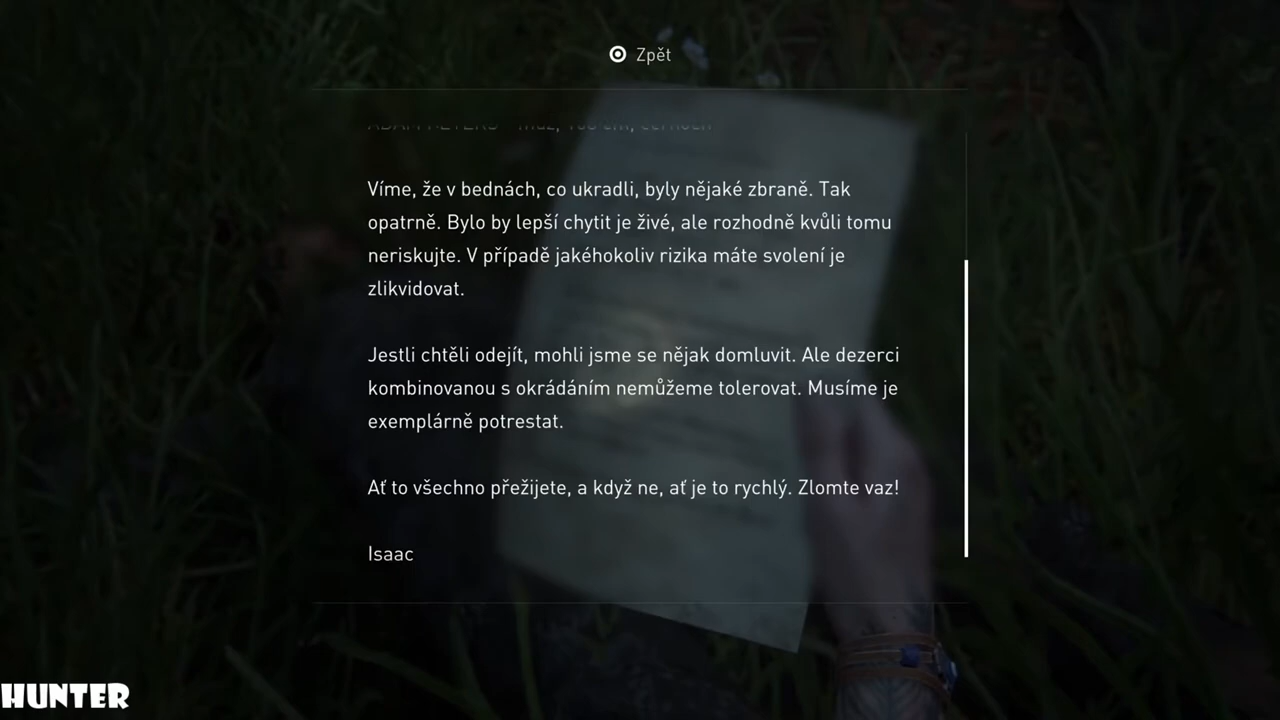 Zpět
Víme, že v bednách, co ukradli, byly nějaké zbraně. Tak
opatrně. Bylo by lepší chytit je živé, ale rozhodně kvůli tomu
neriskujte. V případě jakéhokoliv rizika máte svolení je
zlikvidovat.
Jestli chtěli odejít, mohli jsme se nějak domluvit. Ale dezerci
kombinovanou s okrádáním nemůžeme tolerovat. Musíme je
exemplárně potrestat.
Ať to všechno přežijete, a když ne, ať je to rychlý. Zlomte vaz!
Isaac
HUNTER